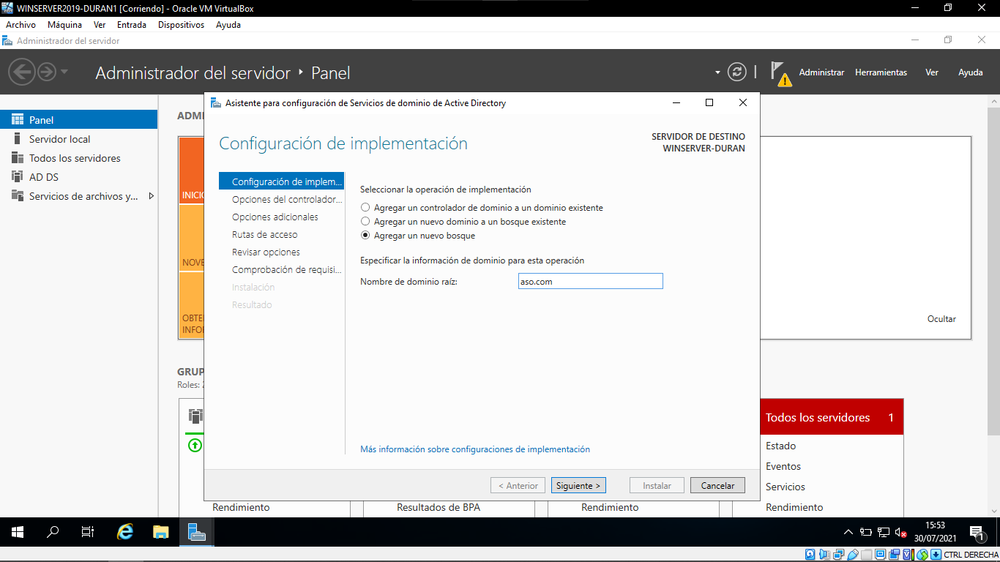 WINSERVER2019-DURAN1 [Corriendo] - Oracle VM VirtualBox
Archivo Máquina Ver Entrada Dispositivos Ayuda
Administrador del servidor
Administrador del servidor Panel
Administrar Herramientas Ver Ayuda
Panel
Servidor local
Todos los servidores
AD DS
Servicios de archivos y...
Asistente para configuración de Servicios de dominio de Active Directory
Configuración de implementación
SERVIDOR DE DESTINO
WINSERVER-DURAN
Configuración de implem...
Opciones del controlador...
Opciones adicionales
Rutas de acceso
Revisar opciones
Comprobación de requisi...
Instalación
Resultado
Seleccionar la operación de implementación
Agregar un controlador de dominio a un dominio existente
Agregar un nuevo dominio a un bosque existente
Agregar un nuevo bosque
Especificar la información de dominio para esta operación
Nombre de dominio raíz: aso.com
Más información sobre configuraciones de implementación
< Anterior Siguiente > Instalar Cancelar
Ocultar
Roles:
Todos los servidores 1
Estado
Eventos
Servicios
Rendimiento Resultados de BPA Rendimiento Rendimiento
15:53
30/07/2021
1
CTRL DERECHA